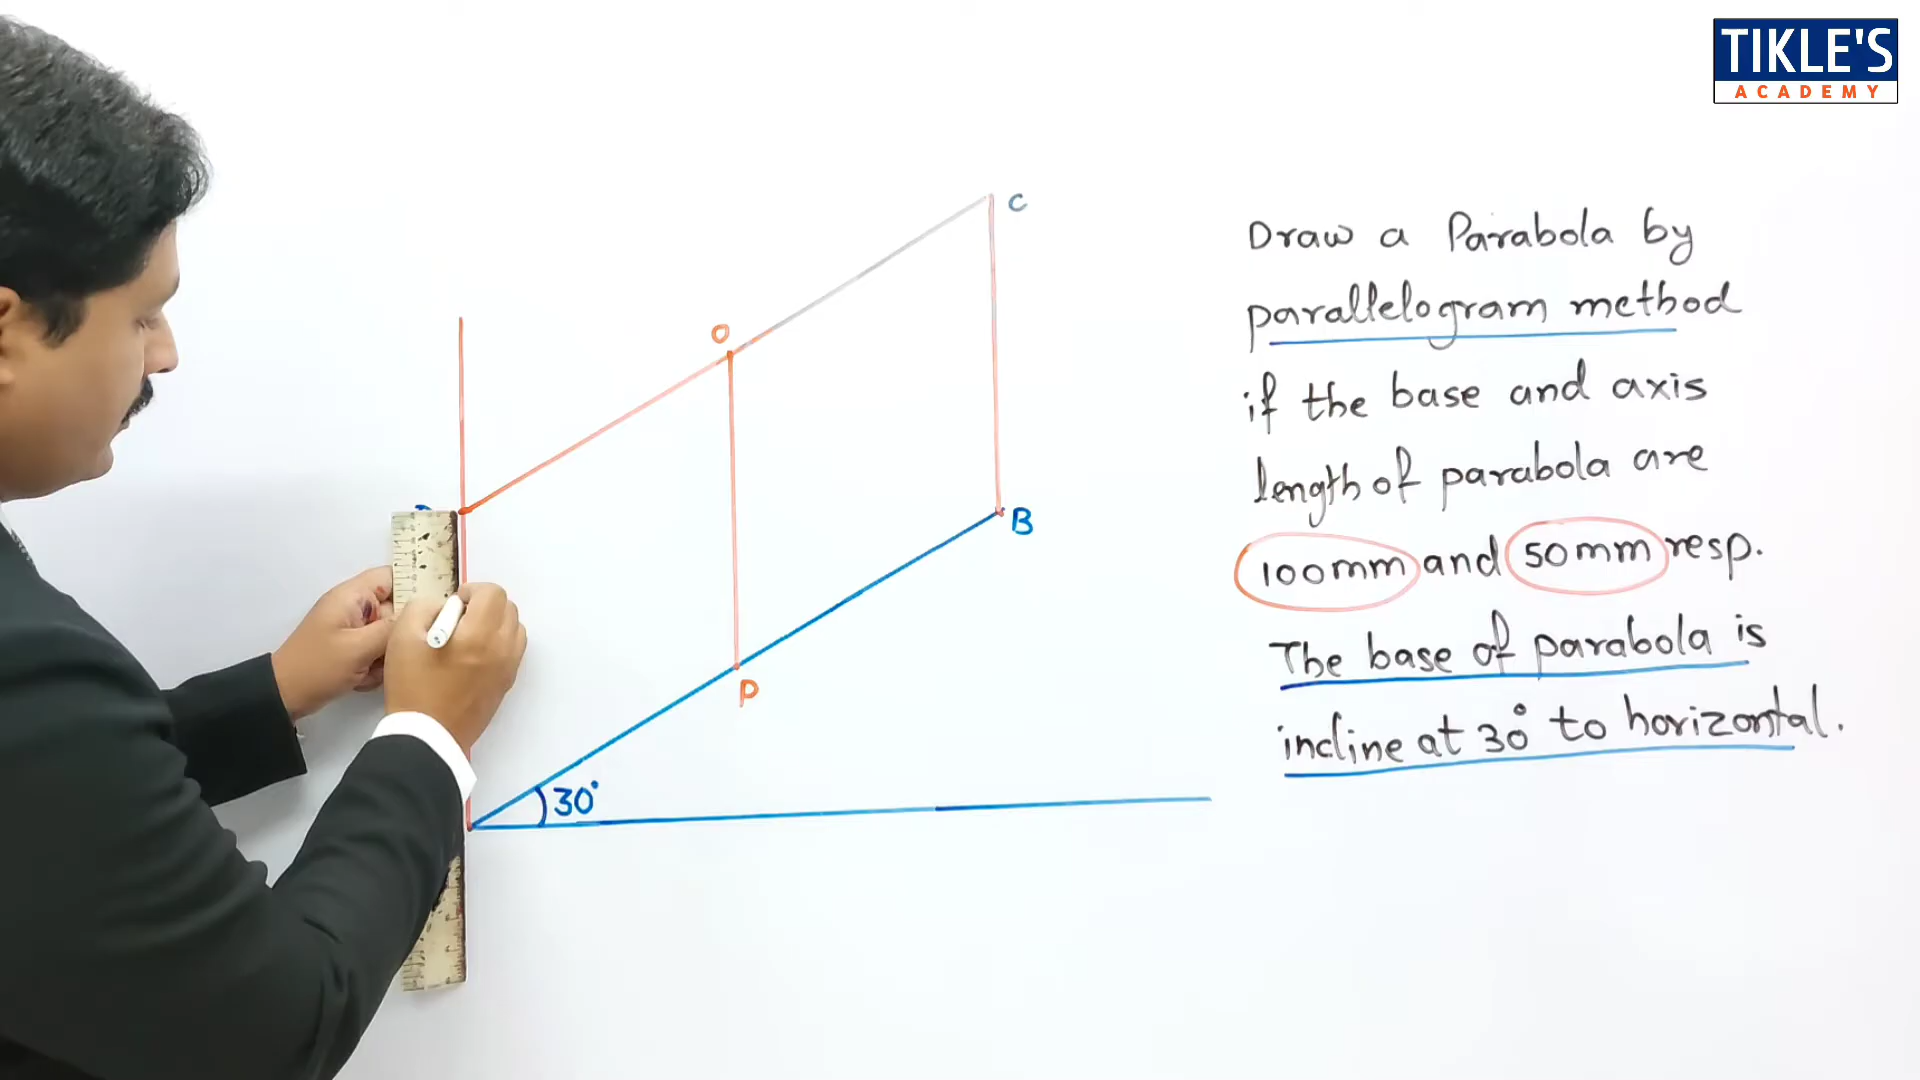 TIKLE'S
ACADEMY
Draw a Parabola by
parallelogram method
if the base and axis
length of parabola are
100mm and 50mm resp.
The base of parabola is
incline at 30° to horizontal.
C
O
B
P
30°